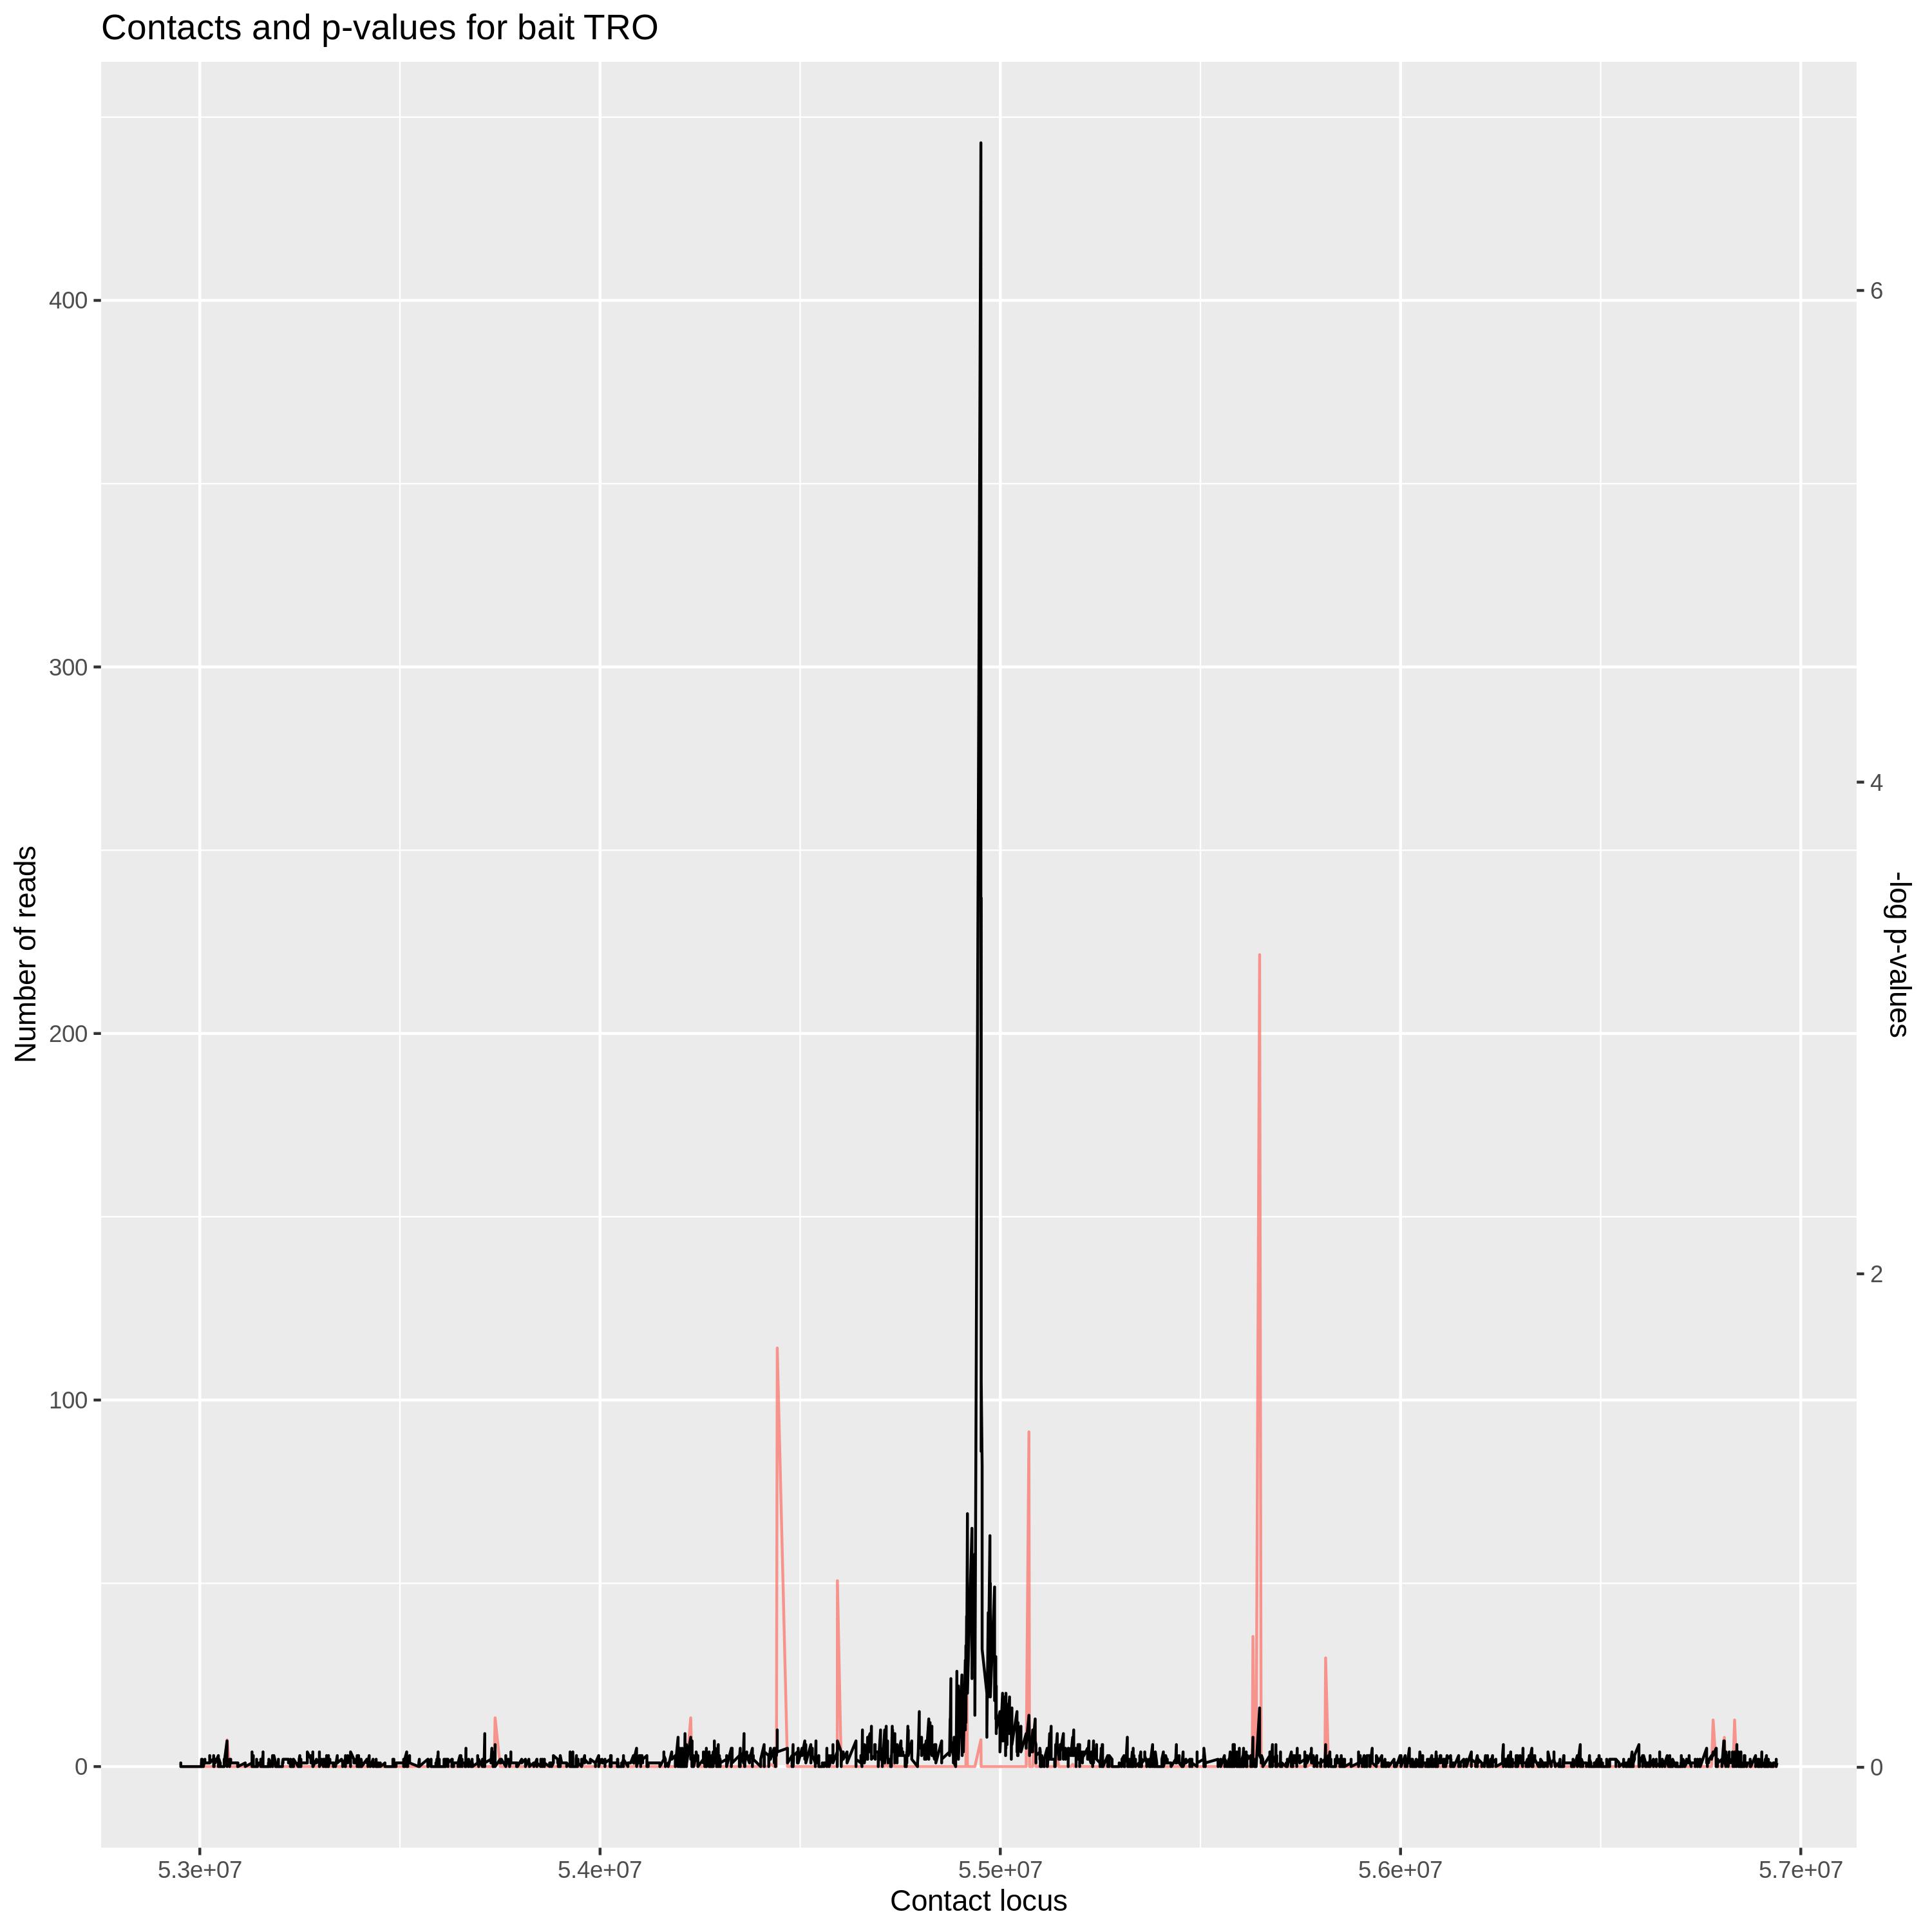 Contacts and p-values for bait TRO
400
300
200
100
0
Number of reads
6
4
2
0
-log p-values
5.3e+07
5.4e+07
5.5e+07
5.6e+07
5.7e+07
Contact locus